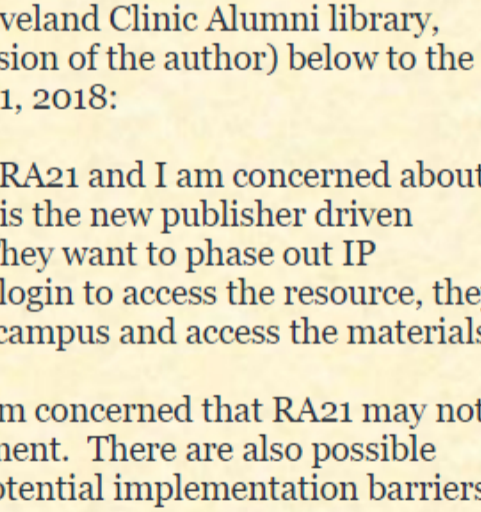 veland Clinic Alumni library,
sion of the author) below to the
1, 2018:
RA21 and I am concerned about
is the new publisher driven
hey want to phase out IP
login to access the resource, the
campus and access the materials
m concerned that RA21 may not
ment. There are also possible
otential implementation barriers